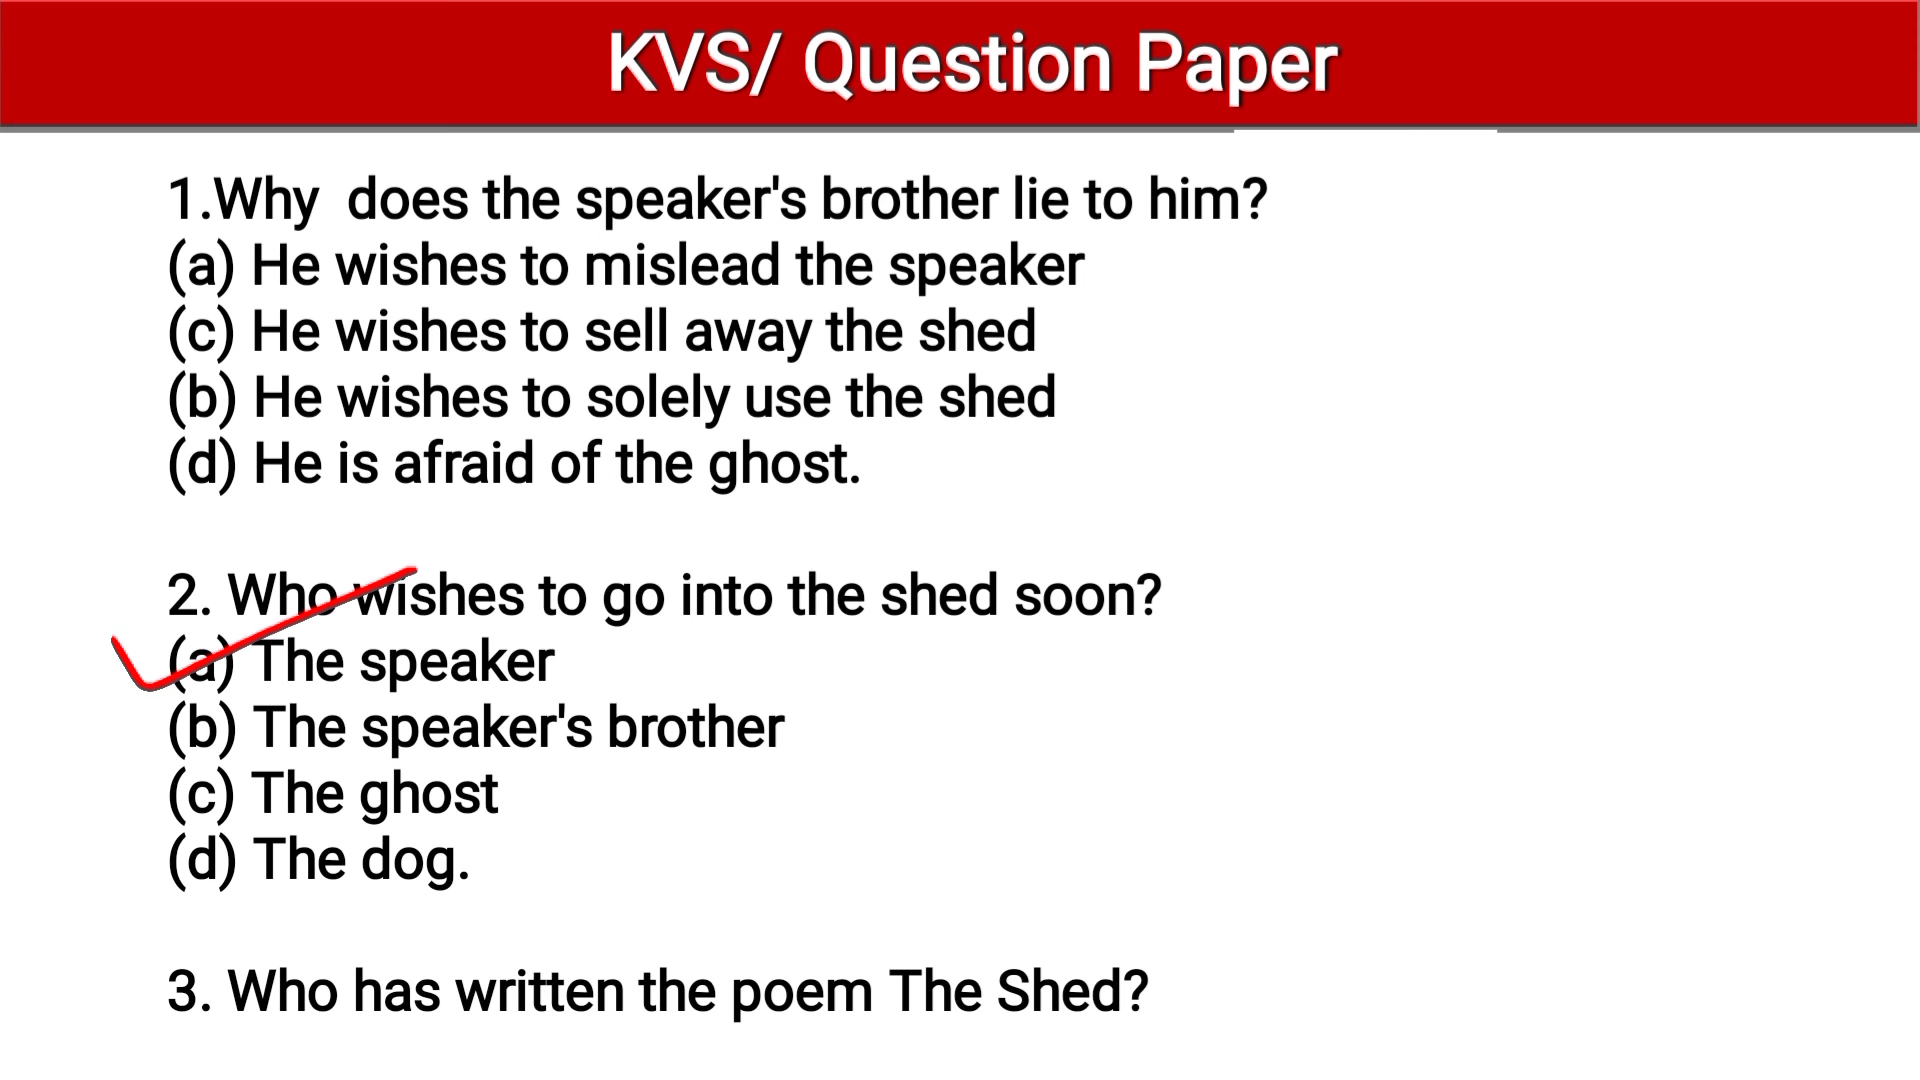 KVS/ Question Paper
1.Why does the speaker's brother lie to him?
(a) He wishes to mislead the speaker
(c) He wishes to sell away the shed
(b) He wishes to solely use the shed
(d) He is afraid of the ghost.
2. Who wishes to go into the shed soon?
(a) The speaker
(b) The speaker's brother
(c) The ghost
(d) The dog.
3. Who has written the poem The Shed?